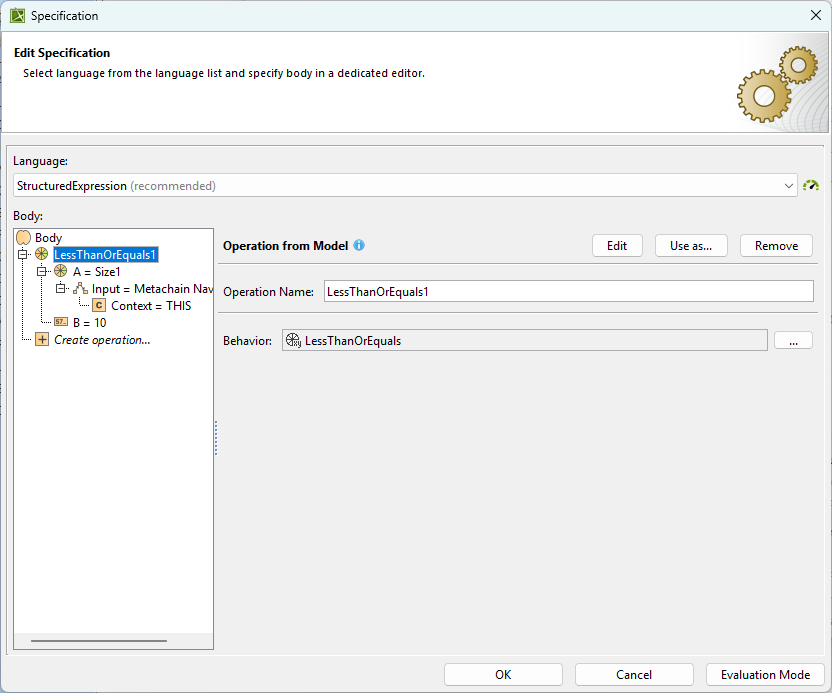 Specification
Edit Specification
Select language from the language list and specify body in a dedicated editor.
Language:
StructuredExpression (recommended)
Body:
Body
LessThanOrEquals1
A = Size1
Input = Metachain Nav
C Context = THIS
57.. B = 10
Create operation...
Operation from Model
Edit
Use as...
Remove
Operation Name: LessThanOrEquals1
Behavior: LessThanOrEquals
...
OK
Cancel
Evaluation Mode